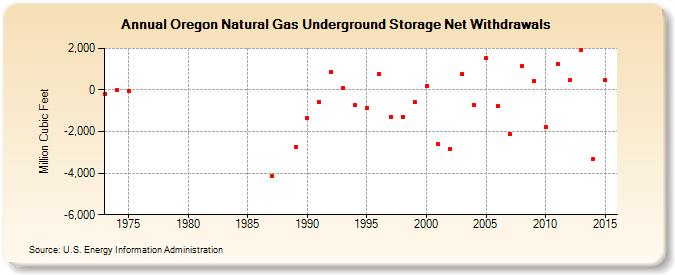 Annual Oregon Natural Gas Underground Storage Net Withdrawals
Million Cubic Feet
2,000
0
-2,000
-4,000
-6,000
1975 1980 1985 1990 1995 2000 2005 2010 2015
Source: U.S. Energy Information Administration